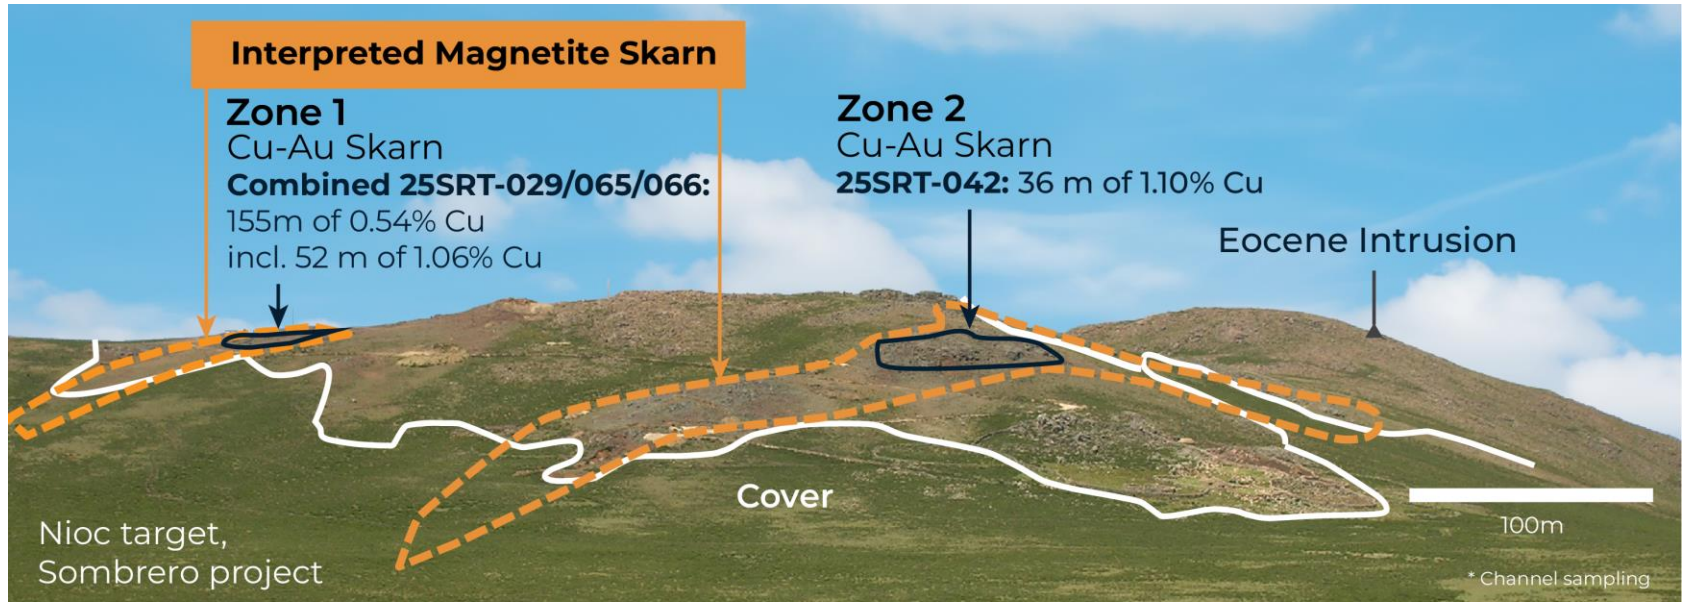 Interpreted Magnetite Skarn
Zone 1
Cu-Au Skarn
Combined 25SRT-029/065/066:
155m of 0.54% Cu
incl. 52 m of 1.06% Cu
Zone 2
Cu-Au Skarn
25SRT-042: 36 m of 1.10% Cu
Eocene Intrusion
Cover
100m
Nioc target,
Sombrero project
* Channel sampling